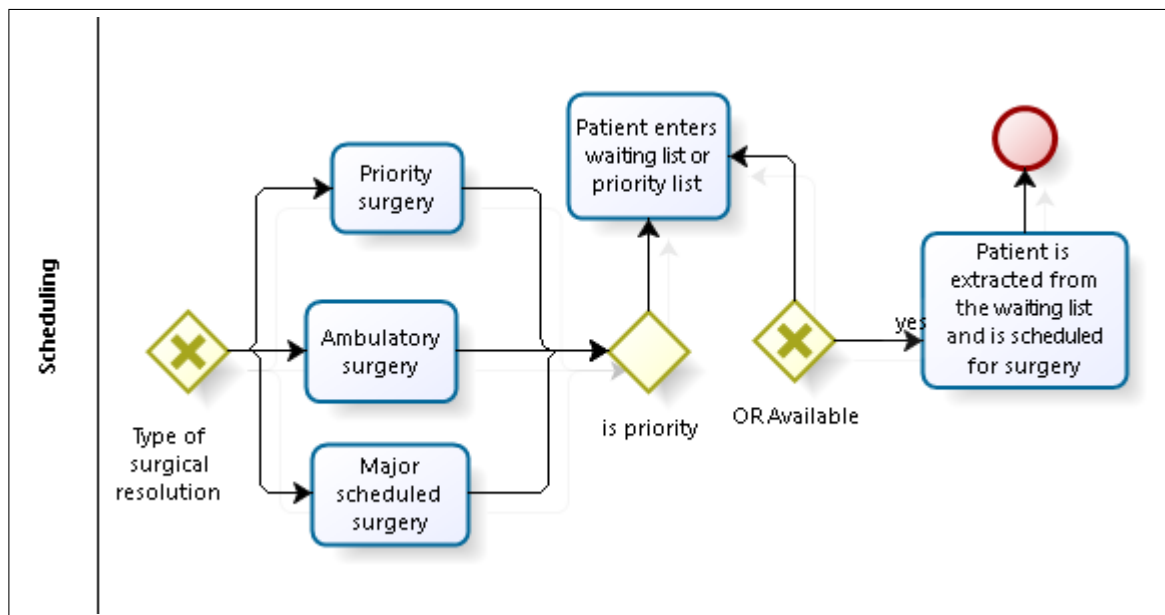 Scheduling
Type of
surgical
resolution
Priority
surgery
Ambulatory
surgery
Major
scheduled
surgery
Patient enters
waiting list or
priority list
is priority
OR Available
yes
Patient is
extracted from
the waiting list
and is scheduled
for surgery